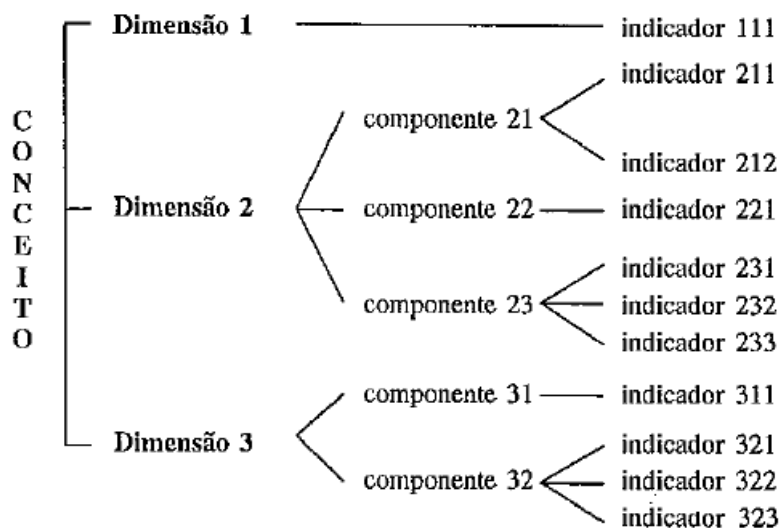 CONCEITO
Dimensão 1 indicador 111
indicador 211
componente 21
indicador 212
Dimensão 2 componente 22 indicador 221
indicador 231
componente 23 indicador 232
indicador 233
componente 31 indicador 311
Dimensão 3
indicador 321
componente 32 indicador 322
indicador 323